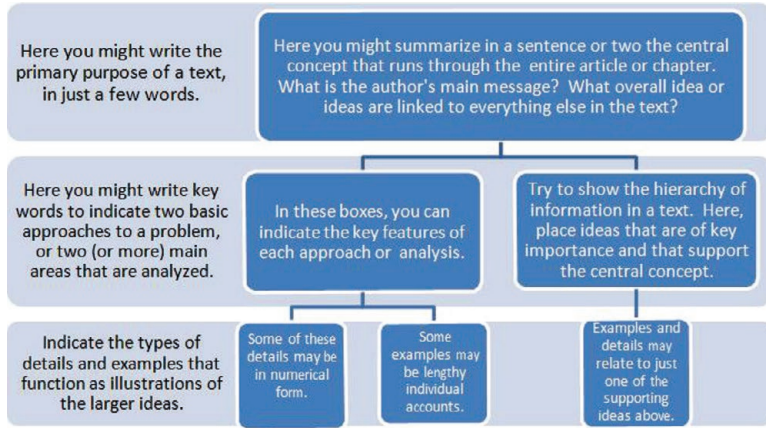 Here you might write the
primary purpose of a text,
in just a few words.
Here you might summarize in a sentence or two the central
concept that runs through the entire article or chapter.
What is the author's main message? What overall idea or
ideas are linked to everything else in the text?
Here you might write key
words to indicate two basic
approaches to a problem,
or two (or more) main
areas that are analyzed.
In these boxes, you can
indicate the key features of
each approach or analysis.
Try to show the hierarchy of
information in a text. Here,
place ideas that are of key
importance and that support
the central concept.
Indicate the types of
details and examples that
function as illustrations of
the larger ideas.
Some of these
details may be
in numerical
form.
Some
examples may
be lengthy
individual
accounts.
Examples and
details may
relate to just
one of the
supporting
ideas above.